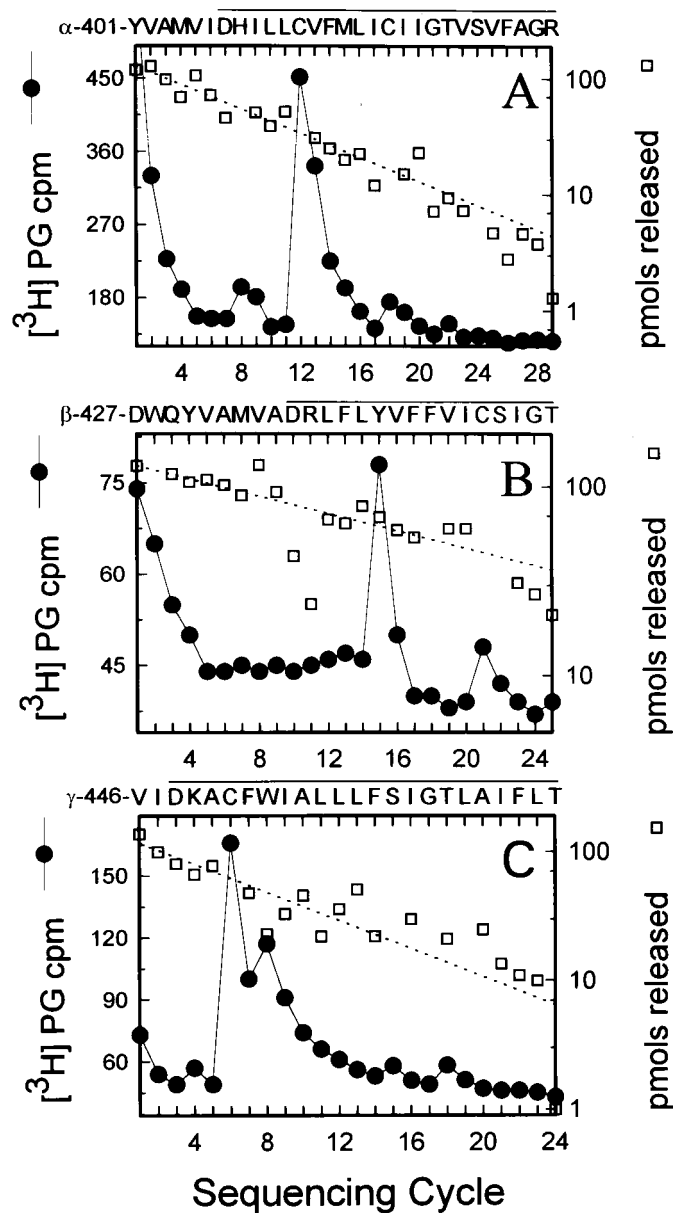 α-401-YVAMVIDHILLCVFMLICIIGTVSVFAGR
A
450
360
270
180
100
10
1
4 8 12 16 20 24 28
[3H] PG cpm
pmols released
β-427-DWQYVAMVADRLFLYVFFVICSIGT
B
75
60
45
100
10
4 8 12 16 20 24
[3H] PG cpm
pmols released
γ-446-VIDKACFWIALLLFSIGTLAIFLT
C
150
120
90
60
100
10
1
4 8 12 16 20 24
[3H] PG cpm
pmols released
Sequencing Cycle